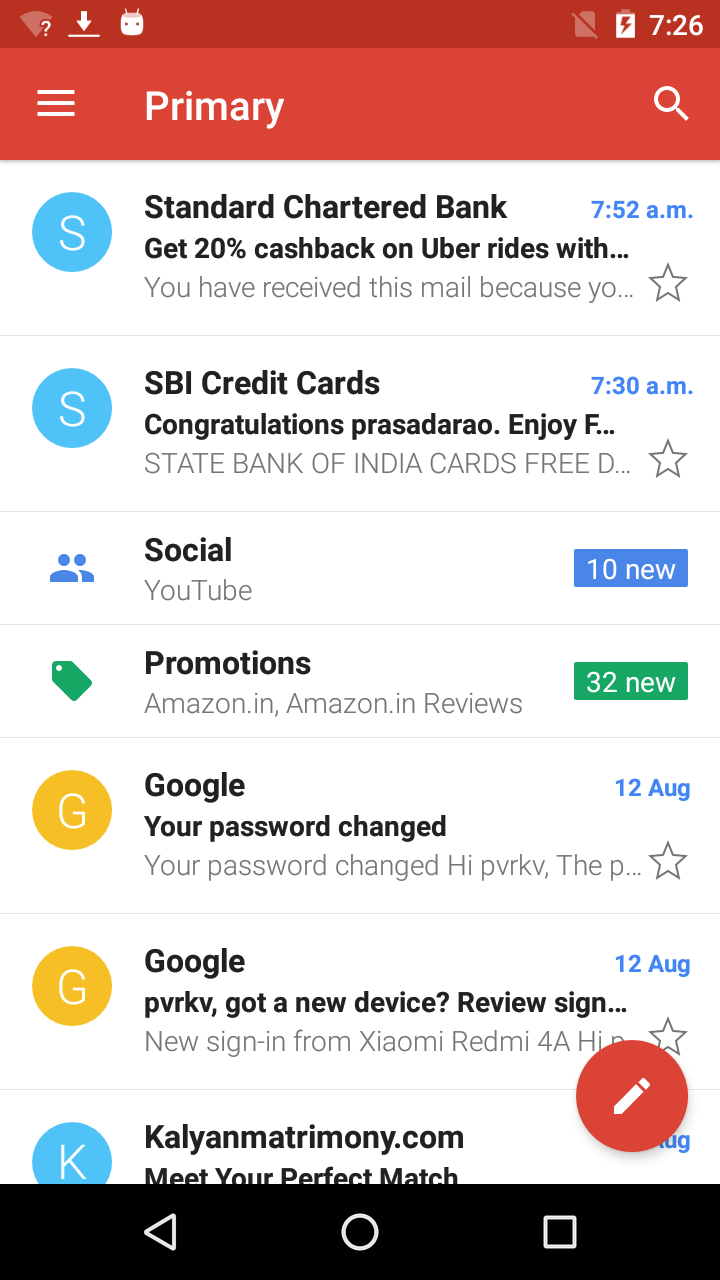 7:26
Primary
S
Standard Chartered Bank 7:52 a.m.
Get 20% cashback on Uber rides with...
You have received this mail because yo...
S
SBI Credit Cards 7:30 a.m.
Congratulations prasadarao. Enjoy F...
STATE BANK OF INDIA CARDS FREE D...
Social
YouTube
10 new
Promotions
Amazon.in, Amazon.in Reviews
32 new
G
Google 12 Aug
Your password changed
Your password changed Hi pvrkv, The p...
G
Google 12 Aug
pvrkv, got a new device? Review sign...
New sign-in from Xiaomi Redmi 4A Hi
K
Kalyanmatrimony.com
Meet Your Perfect Match